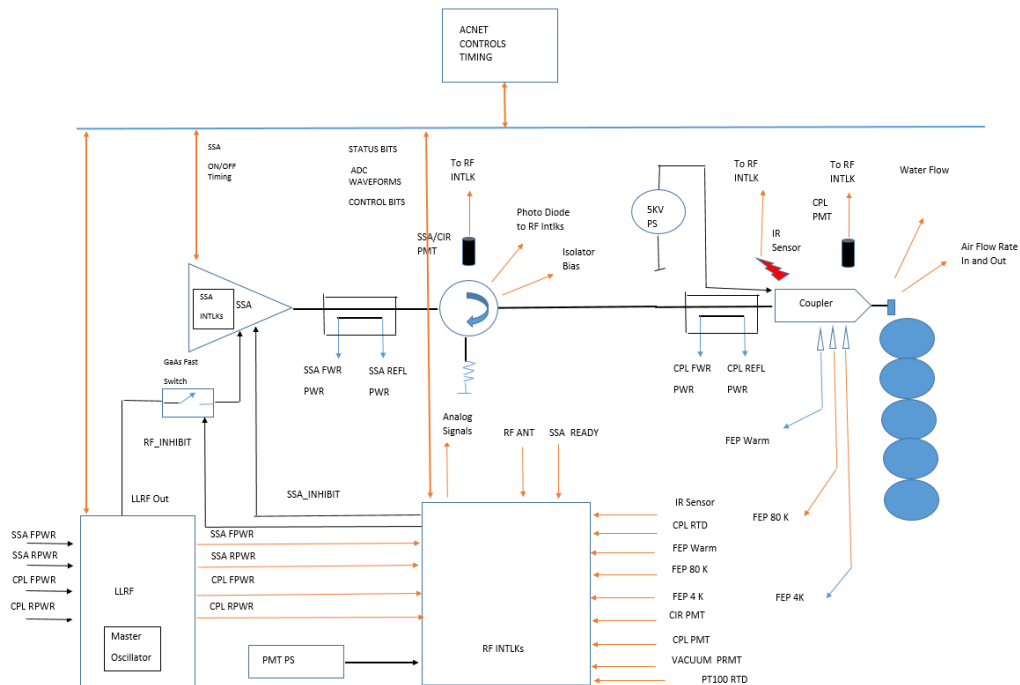 ACNET
CONTROLS
TIMING
SSA
ON/OFF
Timing
STATUS BITS
ADC
WAVEFORMS
CONTROL BITS
To RF
INTLK
SSA/CIR
PMT
Photo Diode
to RF Intlks
Isolator
Bias
5KV
PS
To RF
INTLK
IR
Sensor
To RF
INTLK
CPL
PMT
Water Flow
Air Flow Rate
In and Out
SSA
INTLKs
SSA
Coupler
GaAs Fast
Switch
SSA FWR
PWR
SSA REFL
PWR
CPL FWR
PWR
CPL REFL
PWR
RF_INHIBIT
LLRF Out
SSA_INHIBIT
Analog
Signals
RF ANT
SSA READY
FEP Warm
FEP 80 K
FEP 4K
SSA FPWR
SSA RPWR
CPL FPWR
CPL RPWR
LLRF
Master
Oscillator
SSA FPWR
SSA RPWR
CPL FPWR
CPL RPWR
PMT PS
RF INTLKs
IR Sensor
CPL RTD
FEP Warm
FEP 80 K
FEP 4 K
CIR PMT
CPL PMT
VACUUM PRMT
PT100 RTD